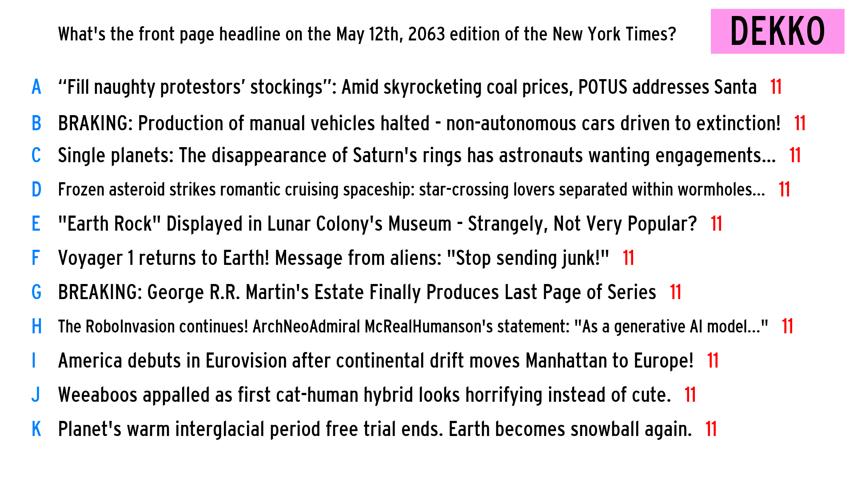 What's the front page headline on the May 12th, 2063 edition of the New York Times?
DEKKO
A “Fill naughty protestors’ stockings”: Amid skyrocketing coal prices, POTUS addresses Santa 11
B BRAKING: Production of manual vehicles halted - non-autonomous cars driven to extinction! 11
C Single planets: The disappearance of Saturn's rings has astronauts wanting engagements... 11
D Frozen asteroid strikes romantic cruising spaceship: star-crossing lovers separated within wormholes... 11
E "Earth Rock" Displayed in Lunar Colony's Museum - Strangely, Not Very Popular? 11
F Voyager 1 returns to Earth! Message from aliens: "Stop sending junk!" 11
G BREAKING: George R.R. Martin's Estate Finally Produces Last Page of Series 11
H The RoboInvasion continues! ArchNeoAdmiral McRealHumanson's statement: "As a generative AI model..." 11
I America debuts in Eurovision after continental drift moves Manhattan to Europe! 11
J Weeaboos appalled as first cat-human hybrid looks horrifying instead of cute. 11
K Planet's warm interglacial period free trial ends. Earth becomes snowball again. 11